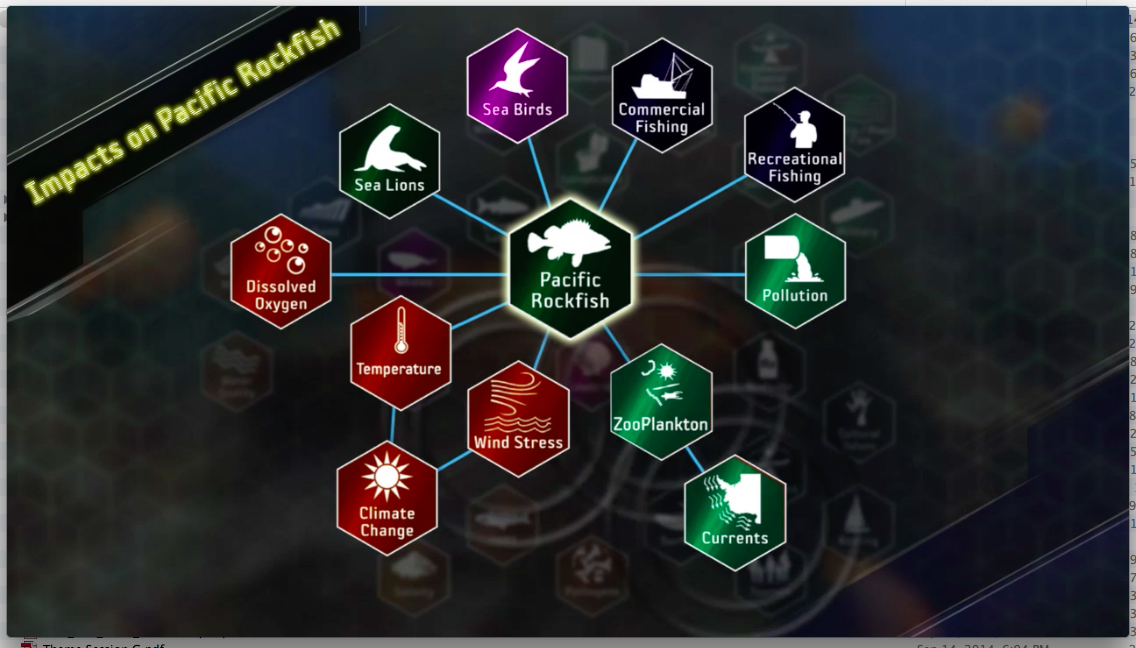 Impacts on Pacific Rockfish
Sea Birds
Commercial
Fishing
Recreational
Fishing
Sea Lions
Dissolved
Oxygen
Pacific
Rockfish
Pollution
Temperature
ZooPlankton
Wind Stress
Climate
Change
Currents